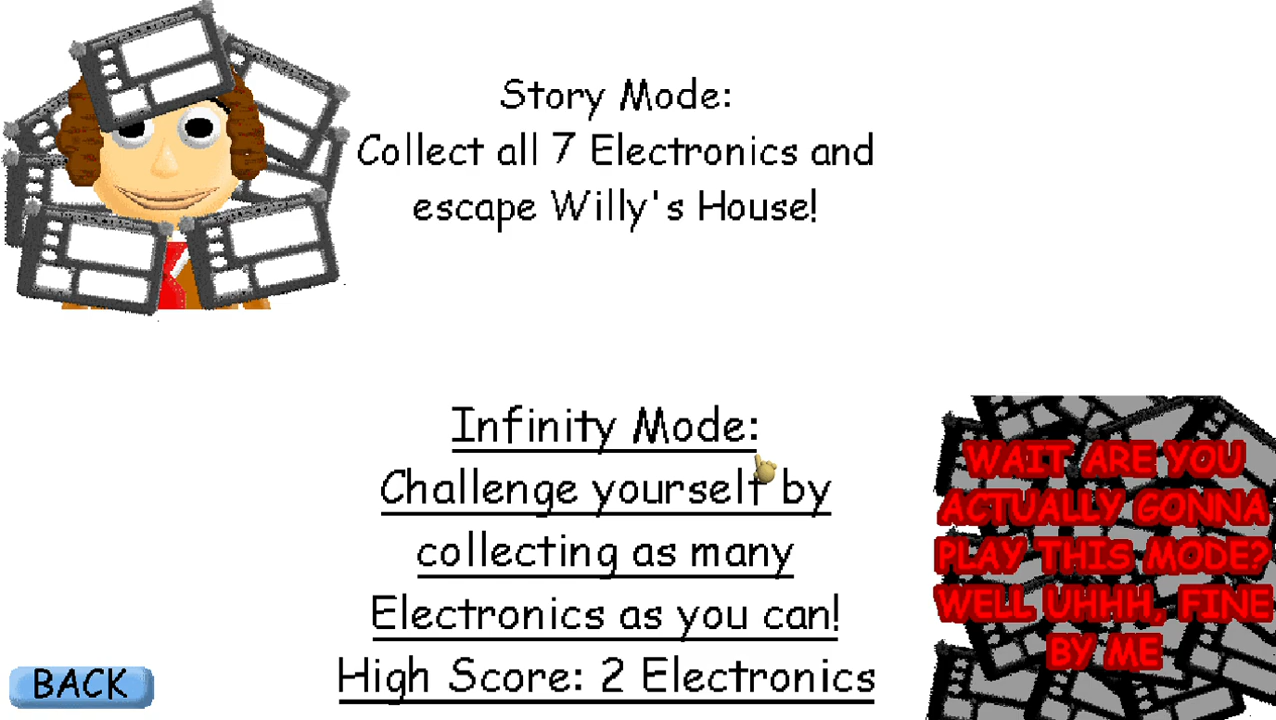 Story Mode:
Collect all 7 Electronics and
escape Willy's House!
Infinity Mode:
Challenge yourself by
collecting as many
Electronics as you can!
High Score: 2 Electronics
WAIT ARE YOU
ACTUALLY GONNA
PLAY THIS MODE?
WELL UHHH, FINE
BY ME
BACK